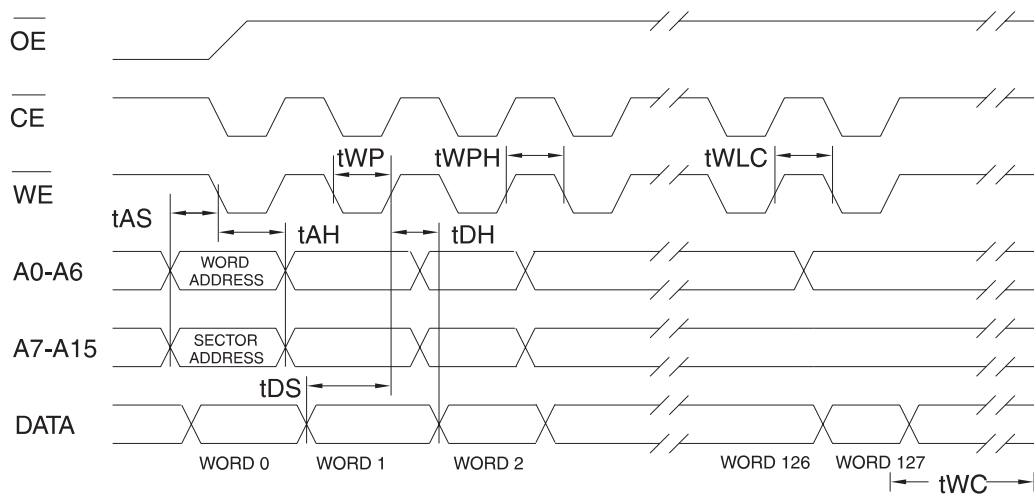 OE
CE
tWP tWPH tWLC
WE
tAS
tAH tDH
A0-A6 WORD ADDRESS
A7-A15 SECTOR ADDRESS
tDS
DATA
WORD 0 WORD 1 WORD 2 WORD 126 WORD 127
tWC